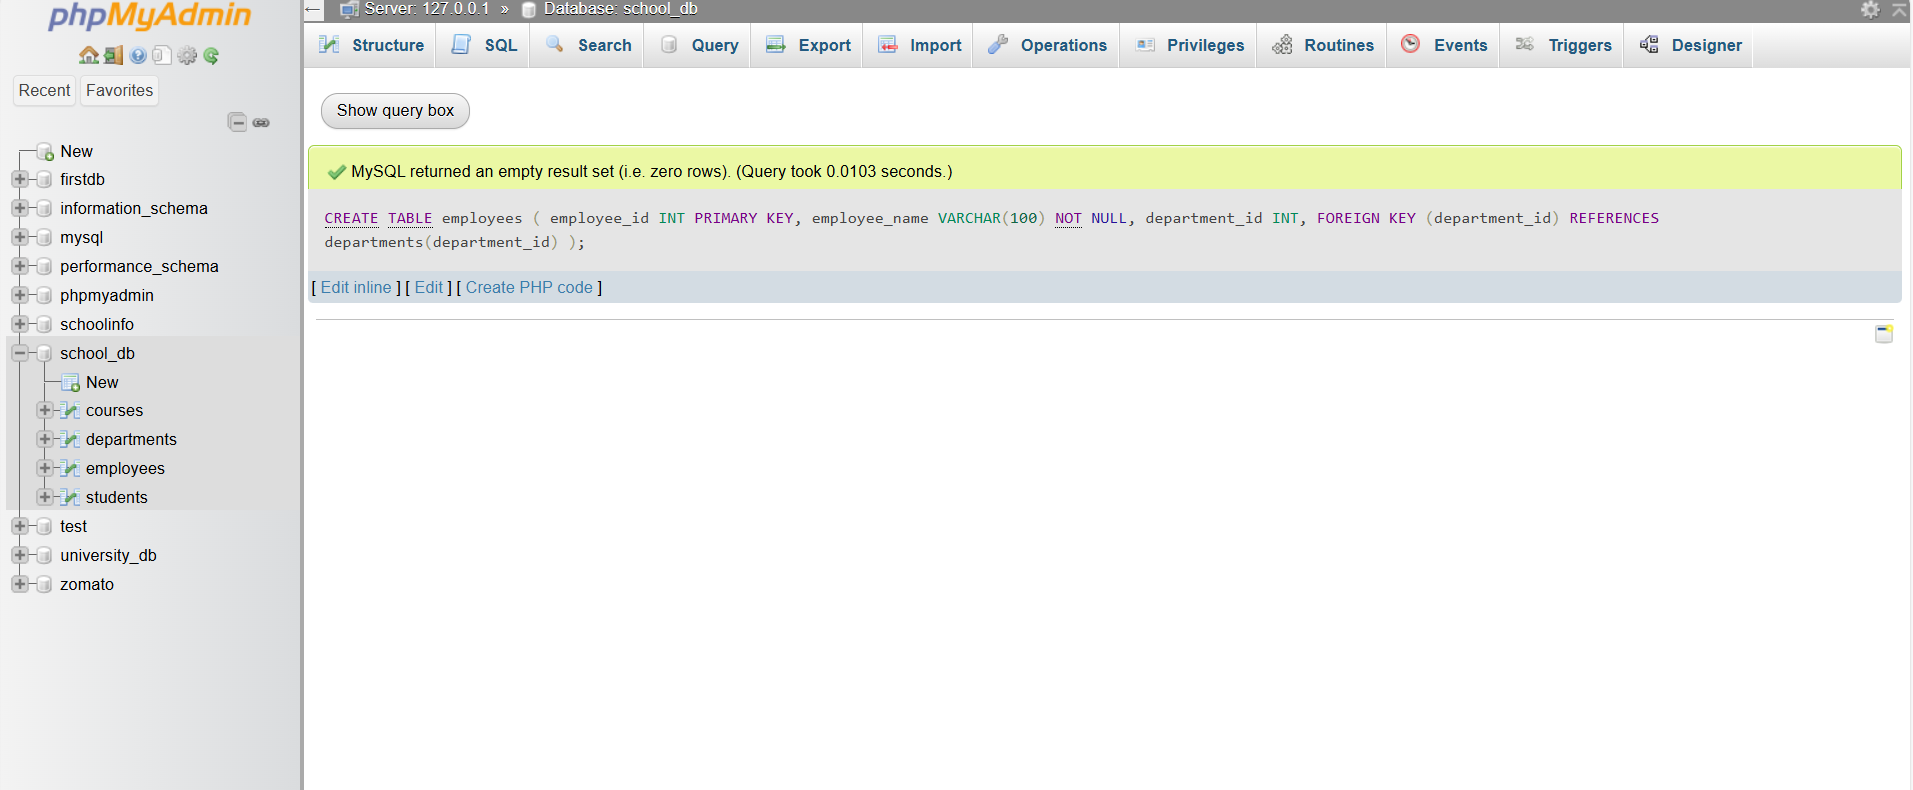 phpMyAdmin
Recent
Favorites
New
firstdb
information_schema
mysql
performance_schema
phpmyadmin
schoolinfo
school_db
New
courses
departments
employees
students
test
university_db
zomato
← Server: 127.0.0.1 » Database: school_db
Structure SQL Search Query Export Import Operations Privileges Routines Events Triggers Designer
Show query box
MySQL returned an empty result set (i.e. zero rows). (Query took 0.0103 seconds.)
CREATE TABLE employees ( employee_id INT PRIMARY KEY, employee_name VARCHAR(100) NOT NULL, department_id INT, FOREIGN KEY (department_id) REFERENCES
departments(department_id) );
[ Edit inline ] [ Edit ] [ Create PHP code ]